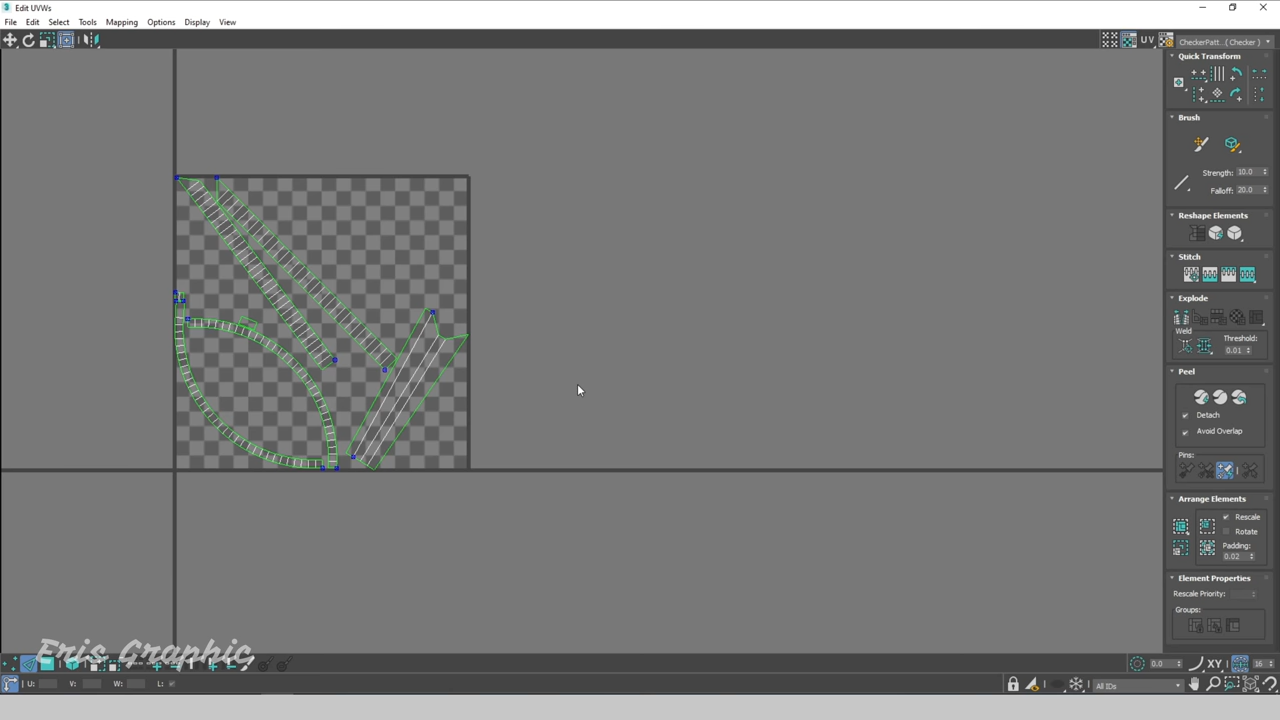 Edit UVWs
File Edit Select Tools Mapping Options Display View
UV CheckerPatt...( Checker )
Quick Transform
Brush
Strength: 10.0
Falloff: 20.0
Reshape Elements
Stitch
Explode
Weld
Threshold:
0.01
Peel
Detach
Avoid Overlap
Pins:
Arrange Elements
Rescale
Rotate
Padding:
0.02
Element Properties
Rescale Priority:
Groups:
Eris Graphic
0.0 XY 16
U: V: W: L: All IDs